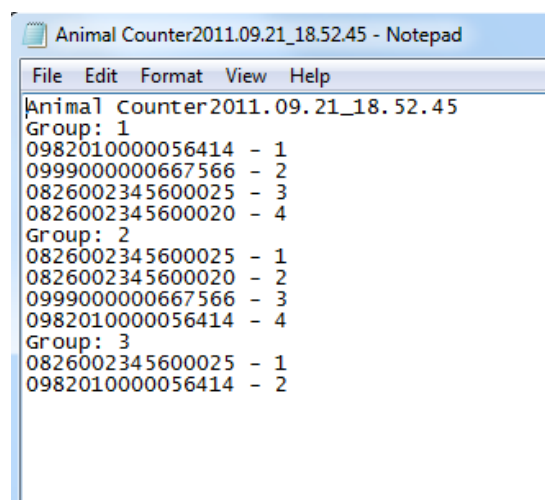 Animal Counter2011.09.21_18.52.45 - Notepad
File Edit Format View Help
Animal Counter2011.09.21_18.52.45
Group: 1
0982010000056414 - 1
0999000000667566 - 2
0826002345600025 - 3
0826002345600020 - 4
Group: 2
0826002345600025 - 1
0826002345600020 - 2
0999000000667566 - 3
0982010000056414 - 4
Group: 3
0826002345600025 - 1
0982010000056414 - 2